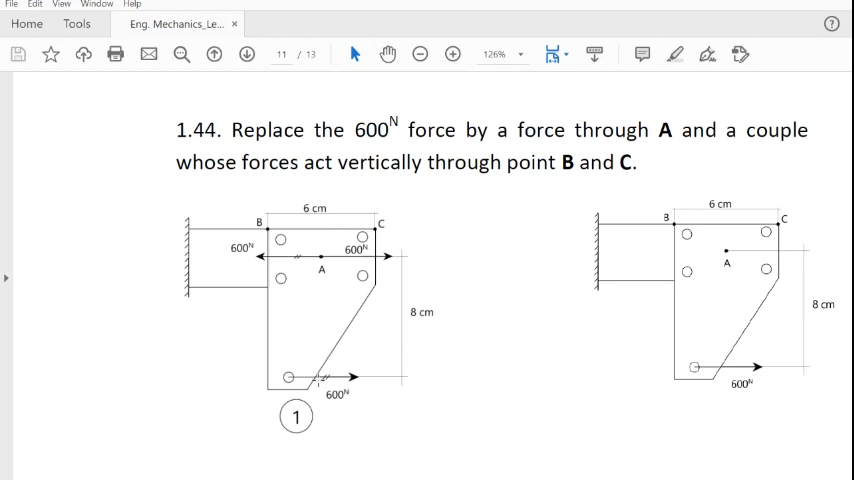 File Edit View Window Help
Home Tools Eng. Mechanics_Le... ×
11 / 13 126%
1.44. Replace the 600ᴺ force by a force through A and a couple
whose forces act vertically through point B and C.
6 cm
B
C
600ᴺ
600ᴺ
A
8 cm
600ᴺ
1
6 cm
B
C
A
8 cm
600ᴺ